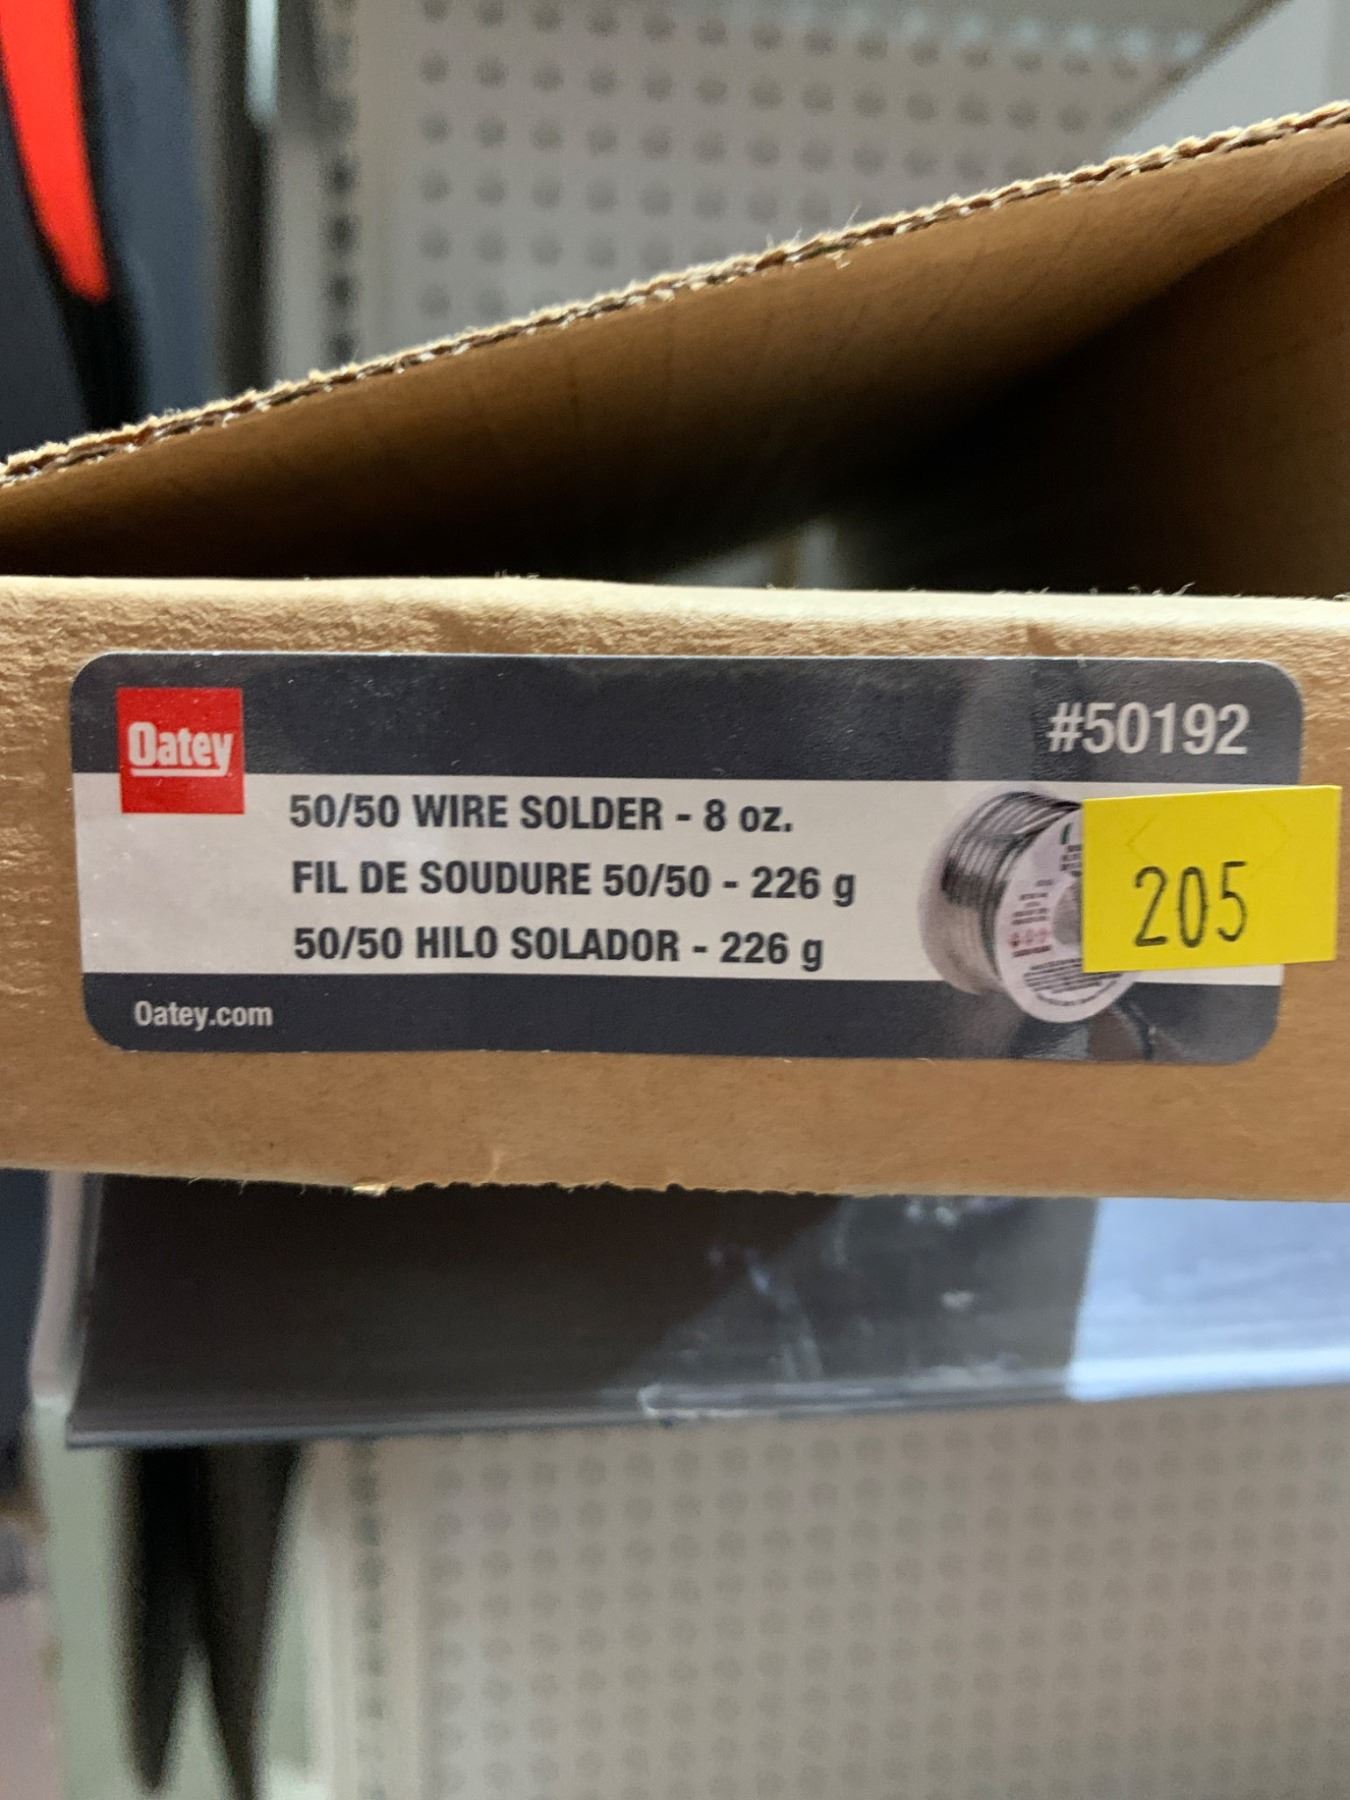 Oatey
#50192
50/50 WIRE SOLDER - 8 oz.
FIL DE SOUDURE 50/50 - 226 g
50/50 HILO SOLADOR - 226 g
205
Oatey.com